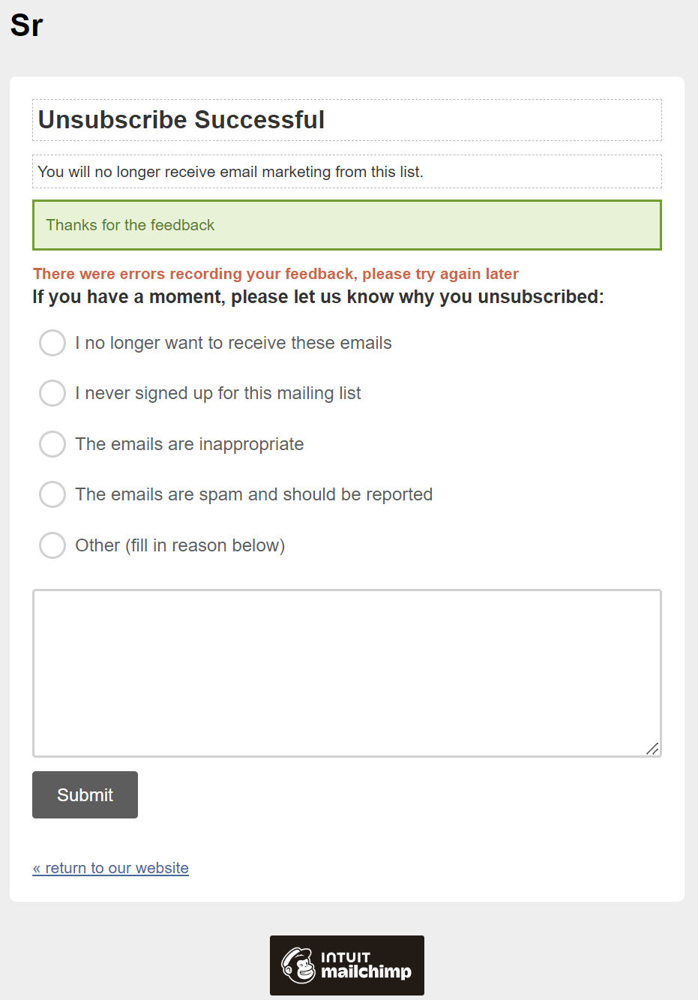 Sr
Unsubscribe Successful
You will no longer receive email marketing from this list.
Thanks for the feedback
There were errors recording your feedback, please try again later
If you have a moment, please let us know why you unsubscribed:
I no longer want to receive these emails
I never signed up for this mailing list
The emails are inappropriate
The emails are spam and should be reported
Other (fill in reason below)
Submit
« return to our website
INTUIT
mailchimp